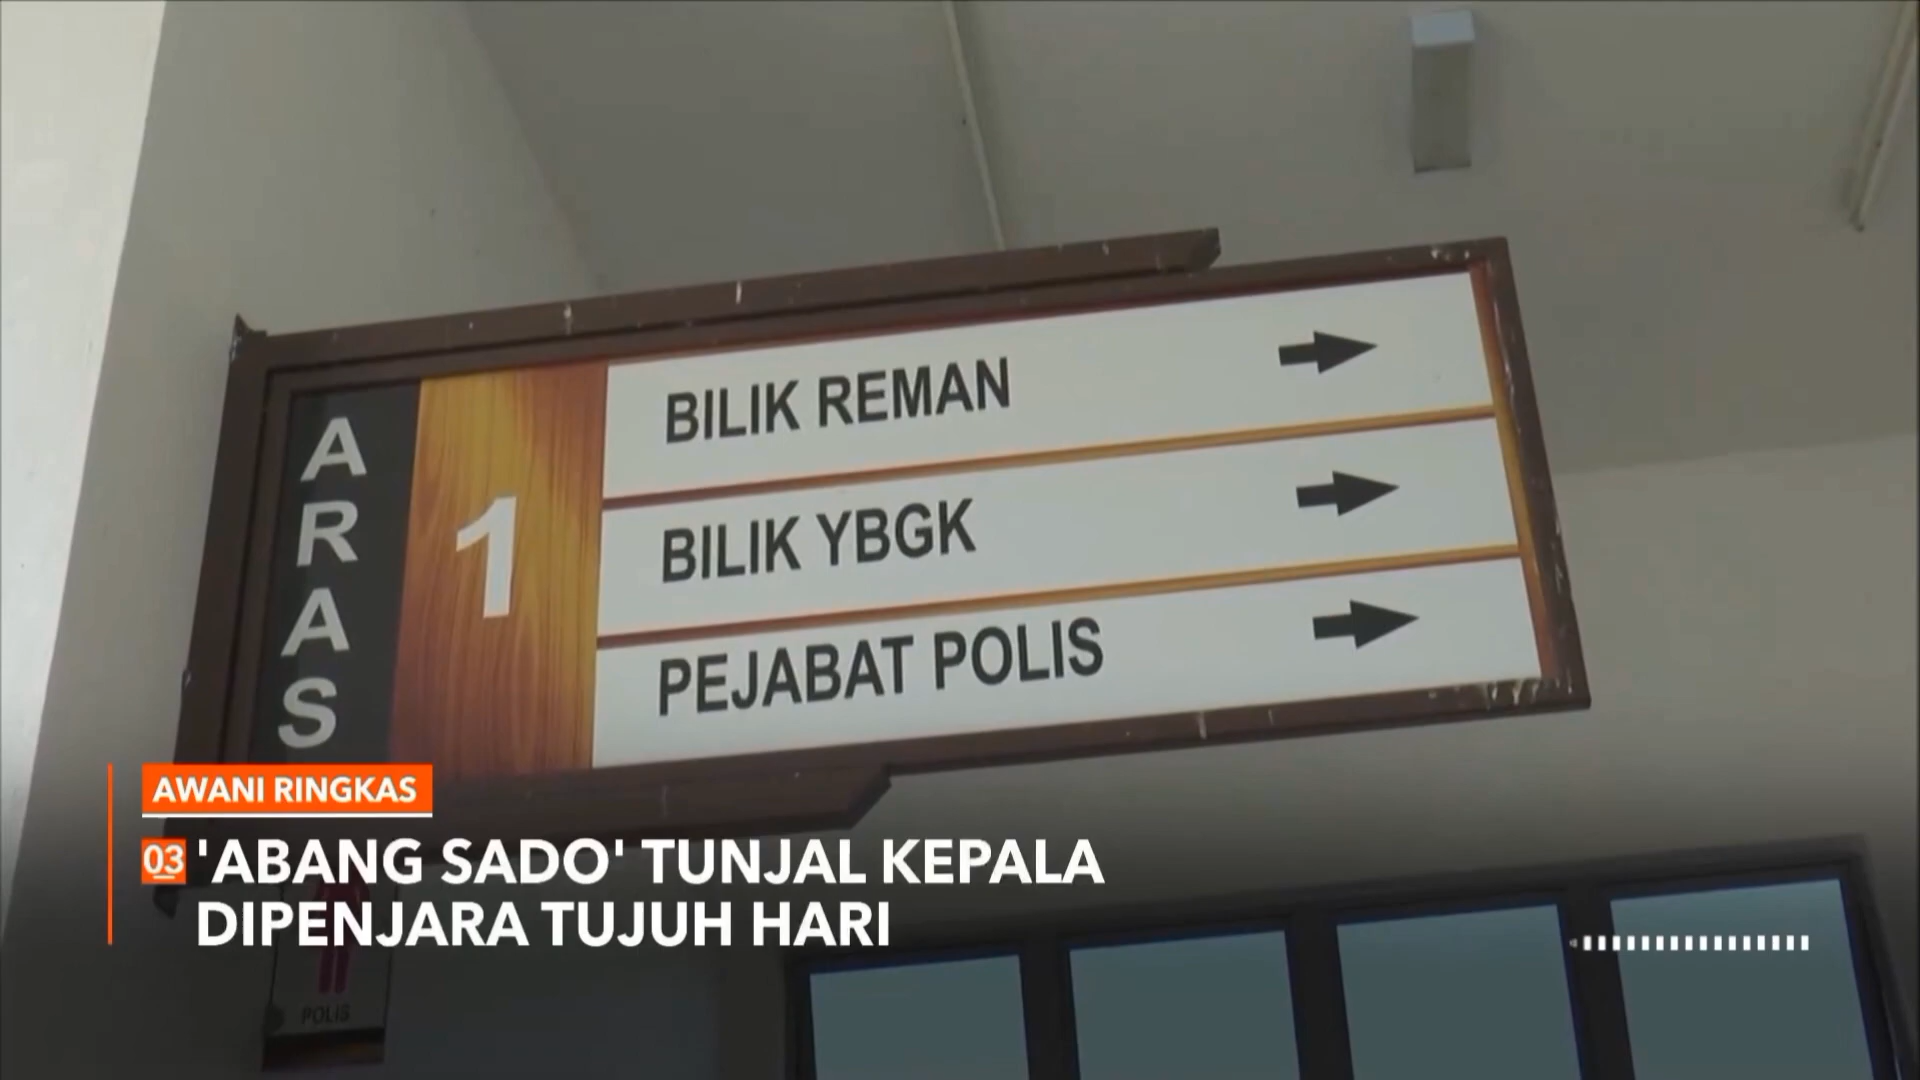 ARAS
1
BILIK REMAN
BILIK YBGK
PEJABAT POLIS
AWANI RINGKAS
03 'ABANG SADO' TUNJAL KEPALA
DIPENJARA TUJUH HARI
POLIS